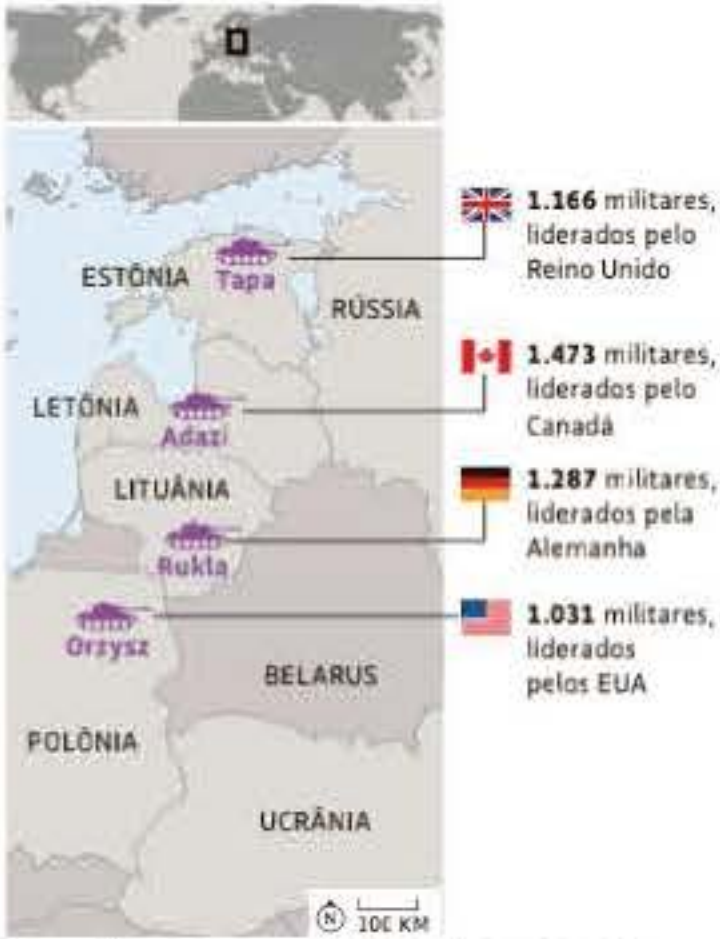 1.166 militares,
liderados pelo
Reino Unido
ESTÔNIA
Tapa
RÚSSIA
1.473 militares,
liderados pelo
Canadá
LETÔNIA
Adazi
1.287 militares,
liderados pela
Alemanha
LITUÂNIA
Rukla
1.031 militares,
liderados
pelos EUA
Orzysz
BELARUS
POLÔNIA
UCRÂNIA
N
100 KM